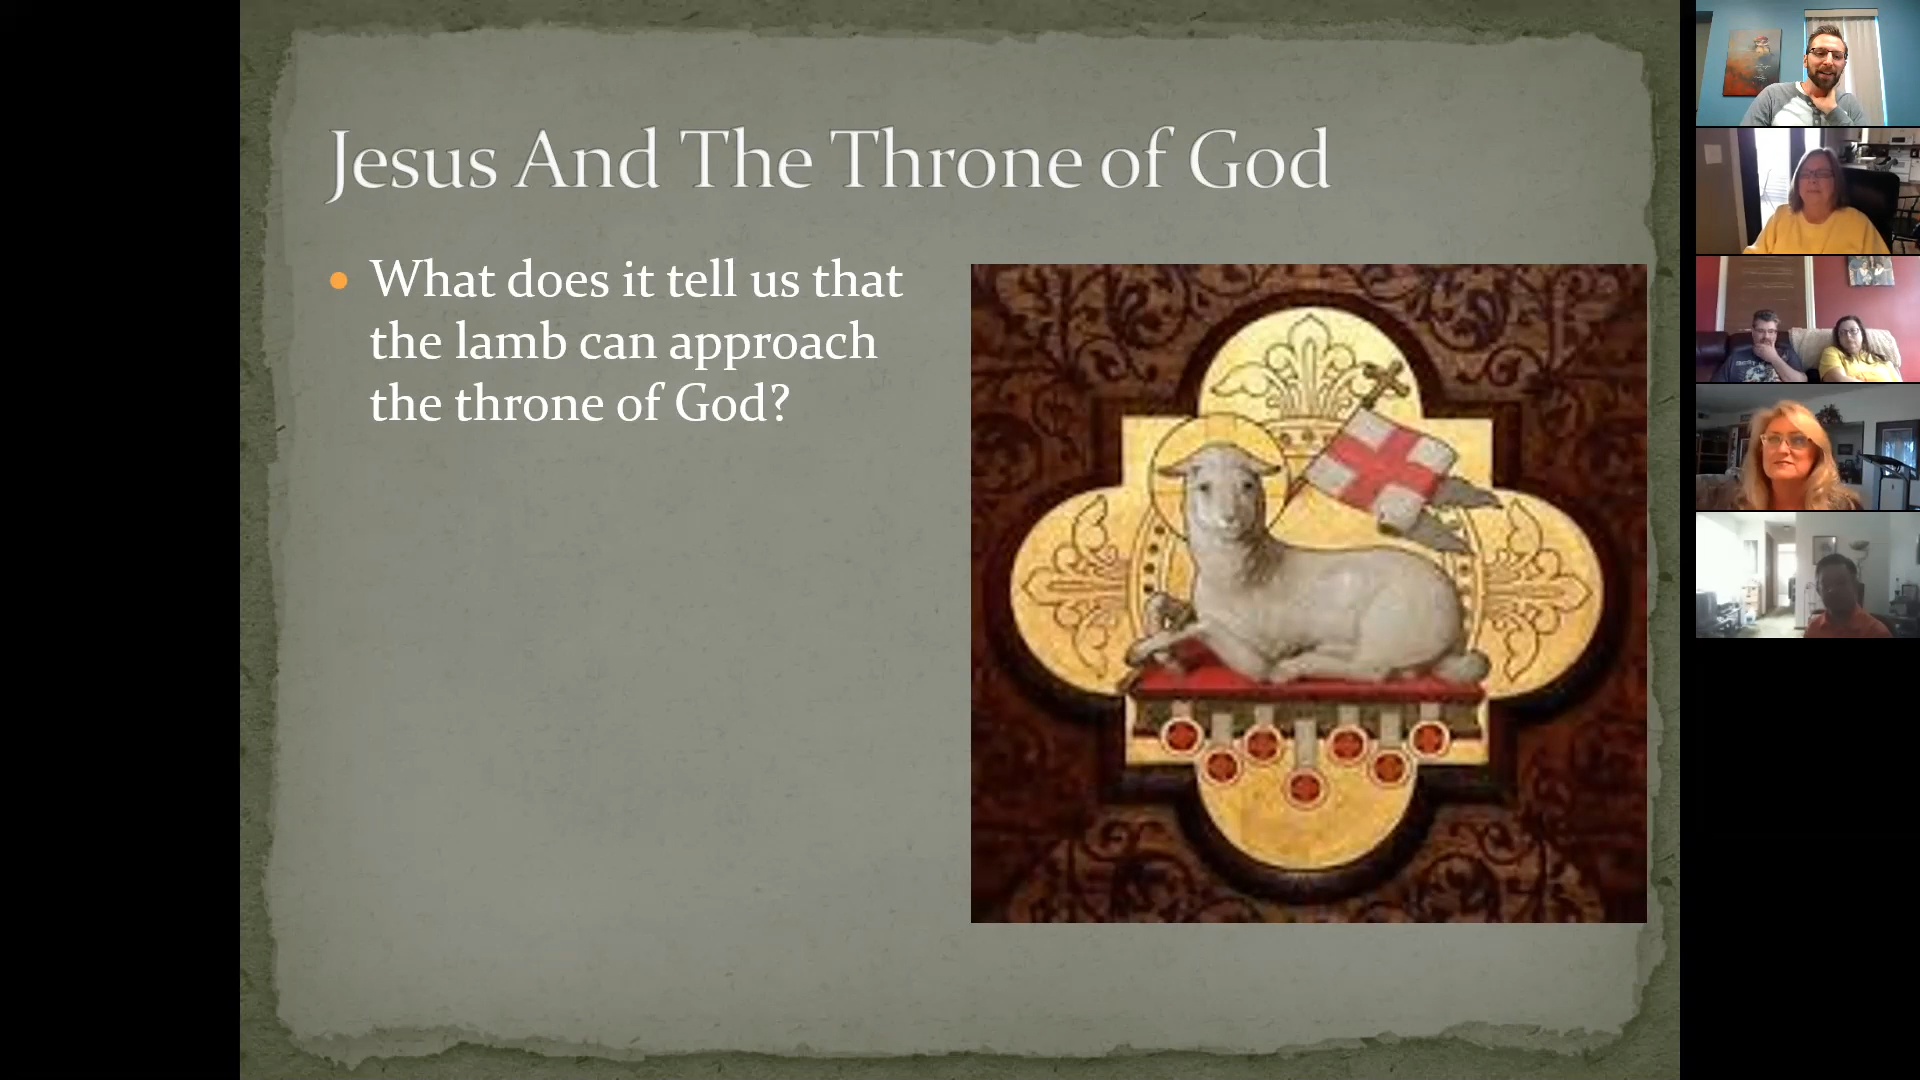 Jesus And The Throne of God
What does it tell us that
the lamb can approach
the throne of God?